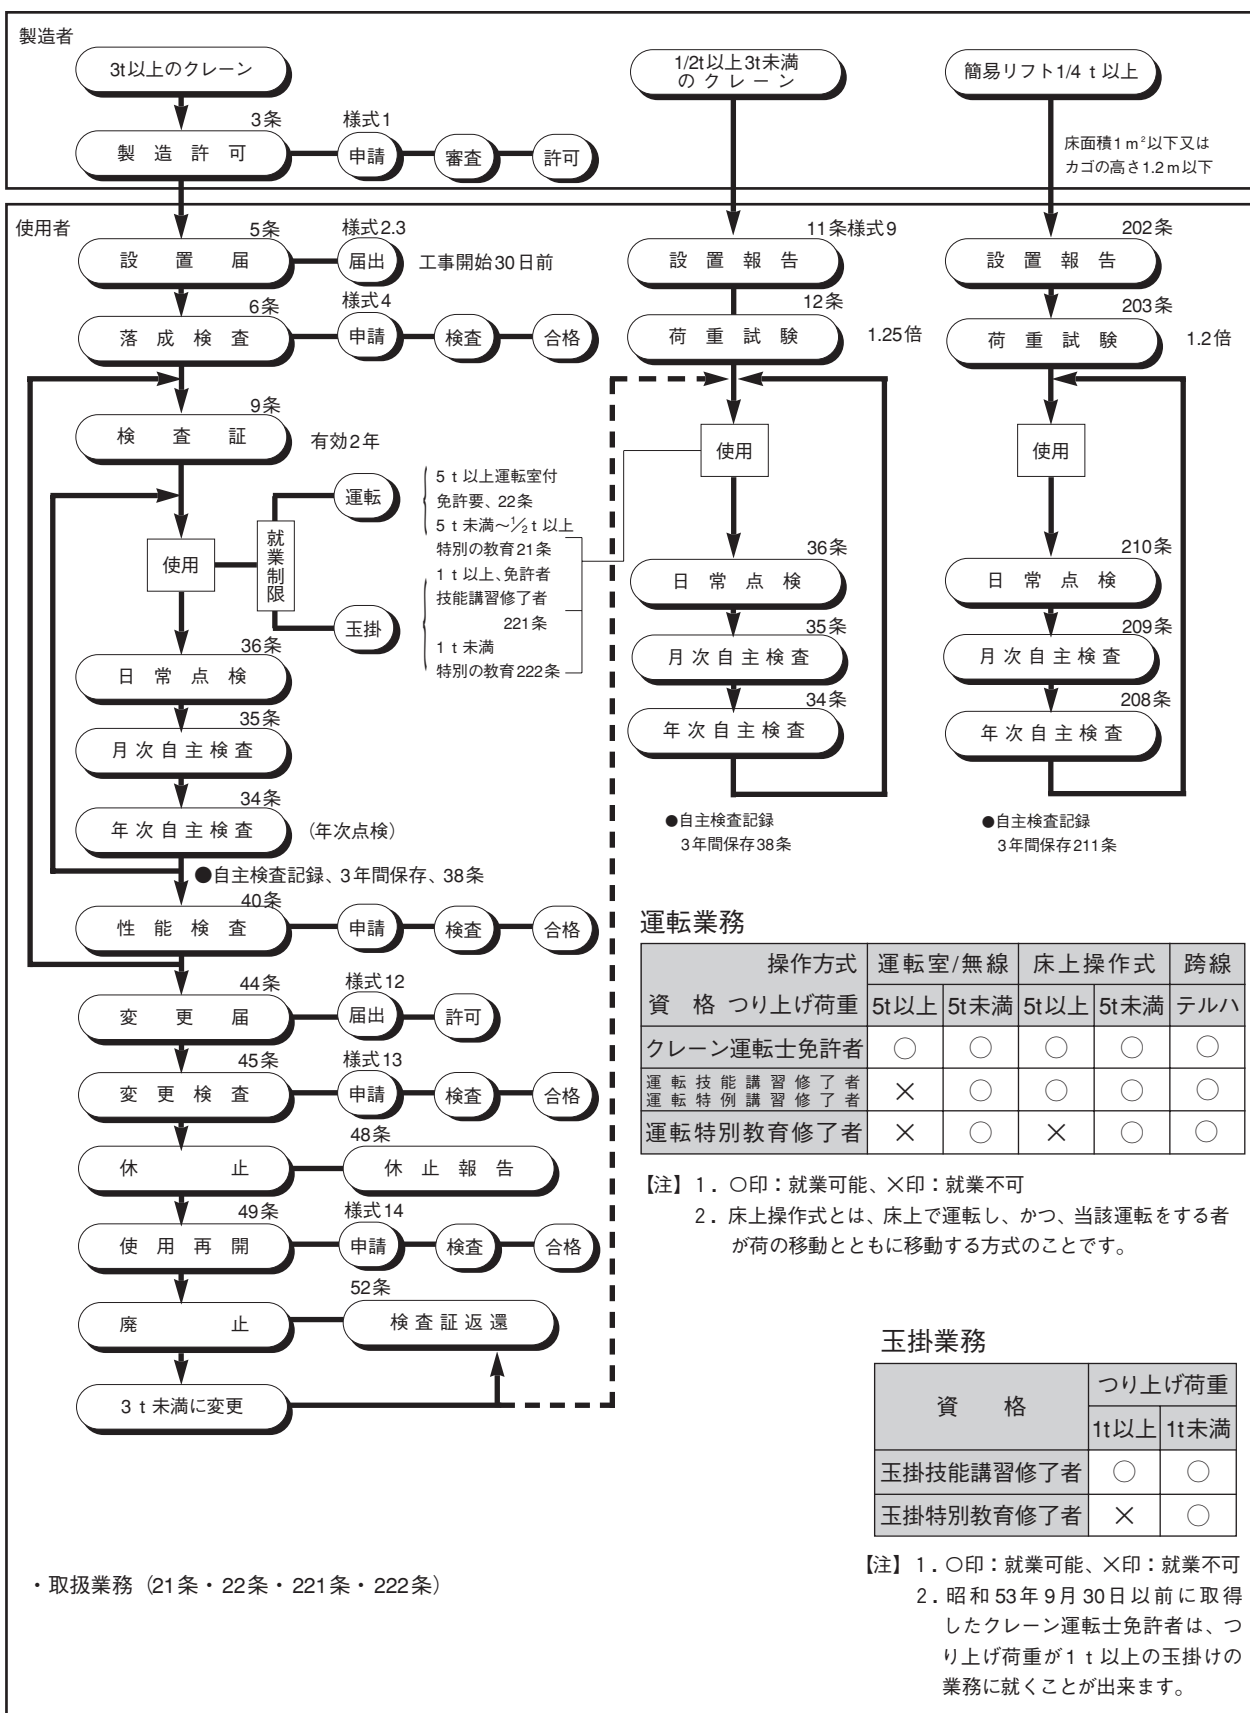 製造者
3t以上のクレーン
3条
製造許可
様式1
申請
審査
許可
1/2t以上3t未満
のクレーン
簡易リフト1/4 t 以上
床面積1㎡以下又は
カゴの高さ1.2m以下
使用者
5条
設置届
様式2.3
届出
工事開始30日前
6条
落成検査
様式4
申請
検査
合格
9条
検査証
有効2年
使用
就業制限
運転
5 t 以上運転室付
免許要、22条
5 t 未満〜1/2 t 以上
特別の教育21条
玉掛
1 t 以上、免許者
技能講習修了者
221条
1 t 未満
特別の教育222条
36条
日常点検
35条
月次自主検査
34条
年次自主検査
(年次点検)
●自主検査記録、3年間保存、38条
40条
性能検査
申請
検査
合格
44条
変更届
様式12
届出
許可
45条
変更検査
様式13
申請
検査
合格
休止
48条
休止報告
49条
使用再開
様式14
申請
検査
合格
廃止
52条
検査証返還
3 t 未満に変更
・取扱業務(21条・22条・221条・222条)
11条様式9
設置報告
12条
荷重試験
1.25倍
使用
36条
日常点検
35条
月次自主検査
34条
年次自主検査
●自主検査記録
3年間保存38条
202条
設置報告
203条
荷重試験
1.2倍
使用
210条
日常点検
209条
月次自主検査
208条
年次自主検査
●自主検査記録
3年間保存211条
運転業務
操作方式 運転室/無線 床上操作式 跨線
資格 つり上げ荷重 5t以上 5t未満 5t以上 5t未満 テルハ
クレーン運転士免許者 ○ ○ ○ ○ ○
運転技能講習修了者
運転特例講習修了者 × ○ ○ ○ ○
運転特別教育修了者 × ○ × ○ ○
【注】1.○印:就業可能、×印:就業不可
2.床上操作式とは、床上で運転し、かつ、当該運転をする者
が荷の移動とともに移動する方式のことです。
玉掛業務
資格 つり上げ荷重
1t以上 1t未満
玉掛技能講習修了者 ○ ○
玉掛特別教育修了者 × ○
【注】1.○印:就業可能、×印:就業不可
2.昭和53年9月30日以前に取得
したクレーン運転士免許者は、つ
り上げ荷重が1 t 以上の玉掛けの
業務に就くことが出来ます。